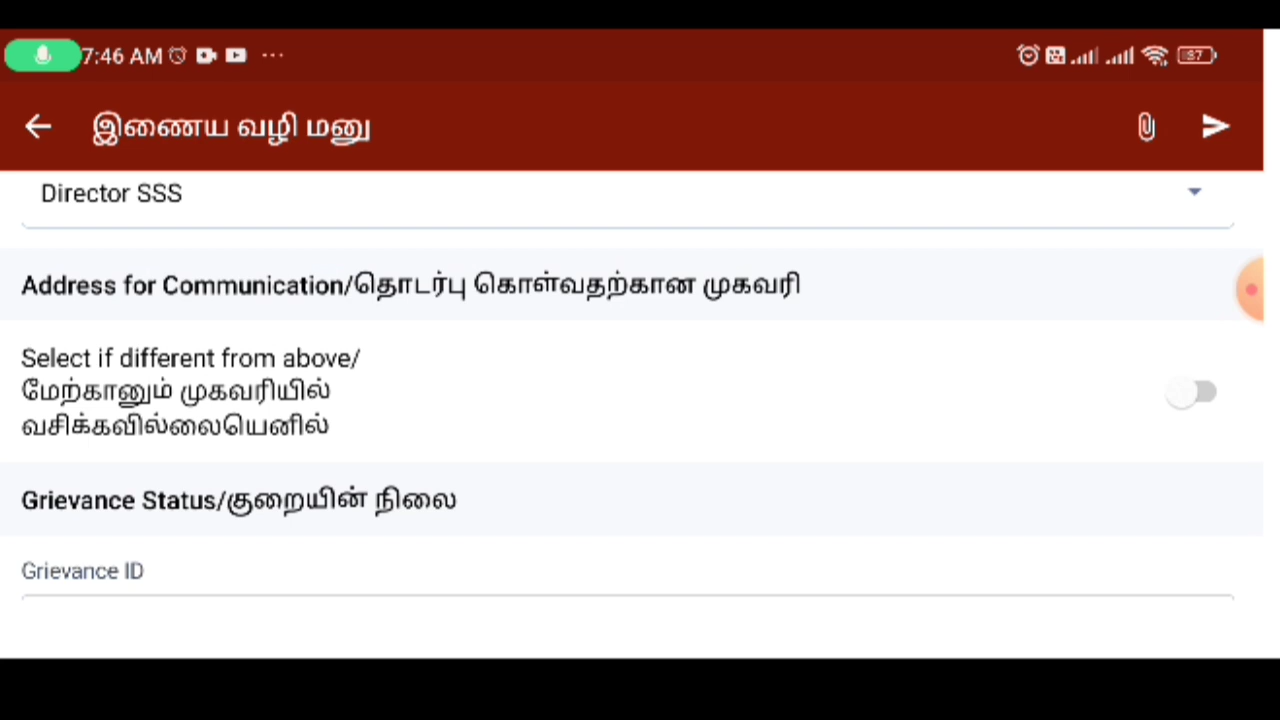 7:46 AM ...
37
இணைய வழி மனு
Director SSS
Address for Communication/தொடர்பு கொள்வதற்கான முகவரி
Select if different from above/
மேற்கானும் முகவரியில்
வசிக்கவில்லையெனில்
Grievance Status/குறையின் நிலை
Grievance ID